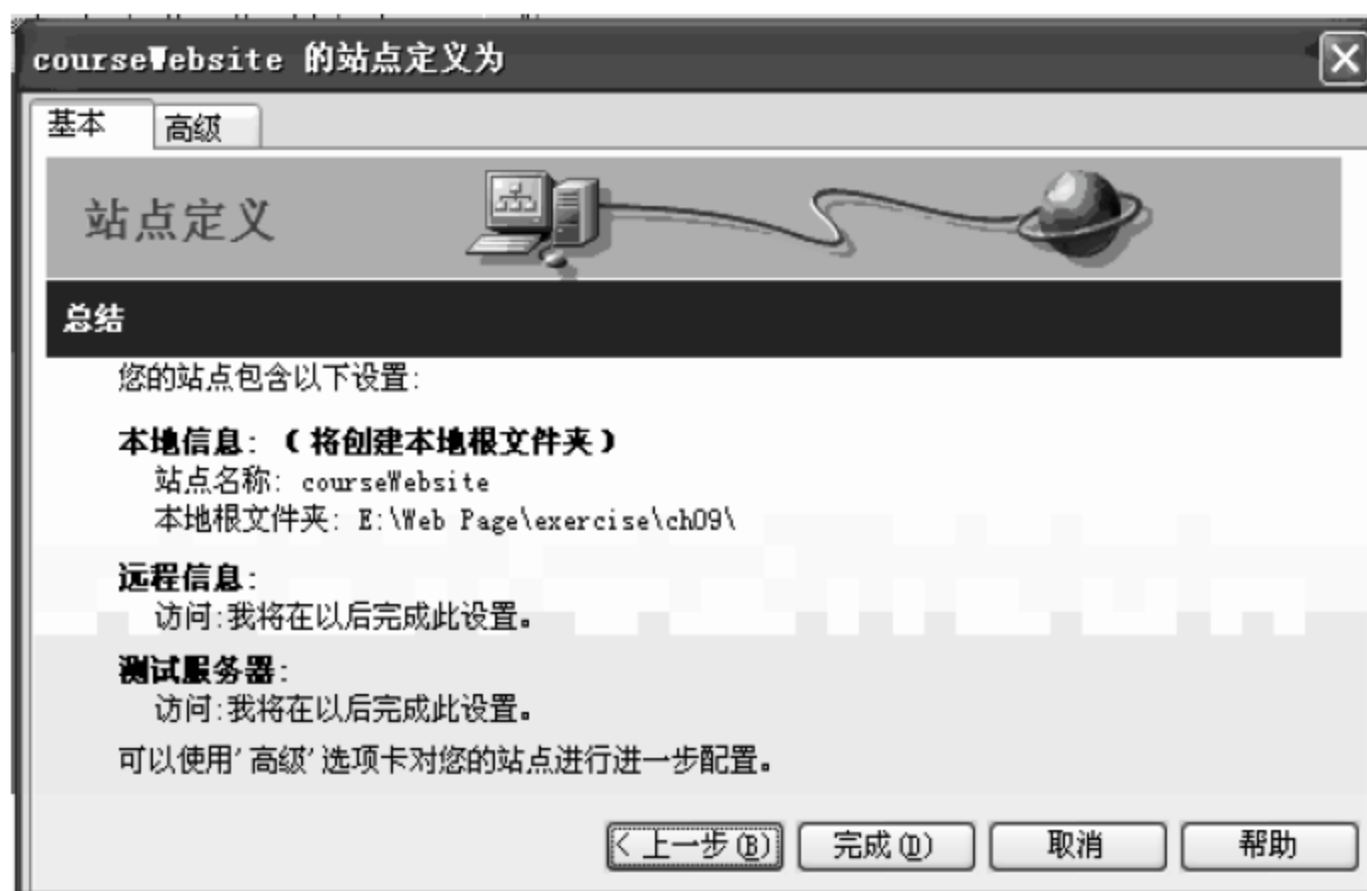 courseWebsite 的站点定义为
基本 高级
站点定义
总结
您的站点包含以下设置:
本地信息: (将创建本地根文件夹)
站点名称: courseWebsite
本地根文件夹: E:\Web Page\exercise\ch09\
远程信息:
访问:我将在以后完成此设置。
测试服务器:
访问:我将在以后完成此设置。
可以使用'高级'选项卡对您的站点进行进一步配置。
< 上一步(B) 完成(D) 取消 帮助